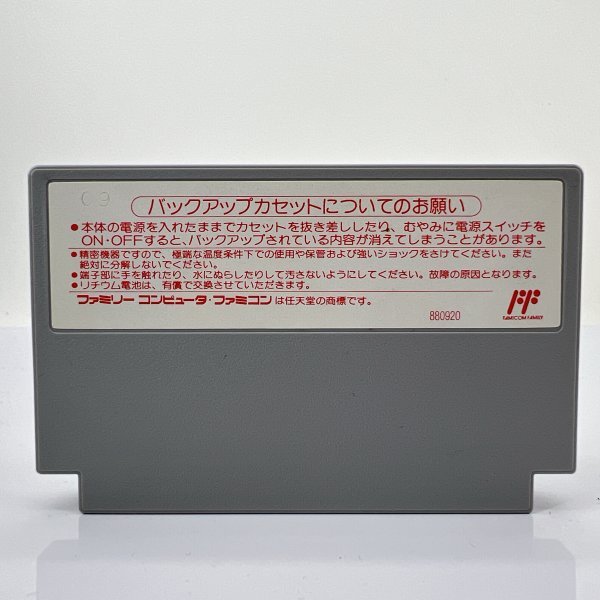 09
バックアップカセットについてのお願い
●本体の電源を入れたままでカセットを抜き差ししたり、むやみに電源スイッチを
ON・OFFすると、バックアップされている内容が消えてしまうことがあります。
●精密機器ですので、極端な温度条件下での使用や保管および強いショックをさけてください。また
絶対に分解しないでください。
●端子部に手を触れたり、水にぬらしたりして汚さないようにしてください。故障の原因となります。
●リチウム電池は、有償で交換させていただきます。
ファミリー コンピュータ・ファミコンは任天堂の商標です。
FAMICOM FAMILY
880920